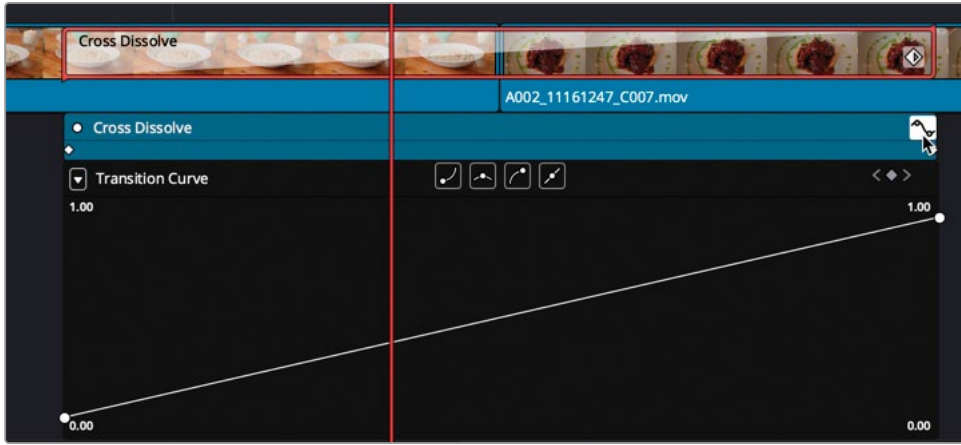 Cross Dissolve
A002_11161247_C007.mov
Cross Dissolve
Transition Curve
1.00 1.00
0.00 0.00